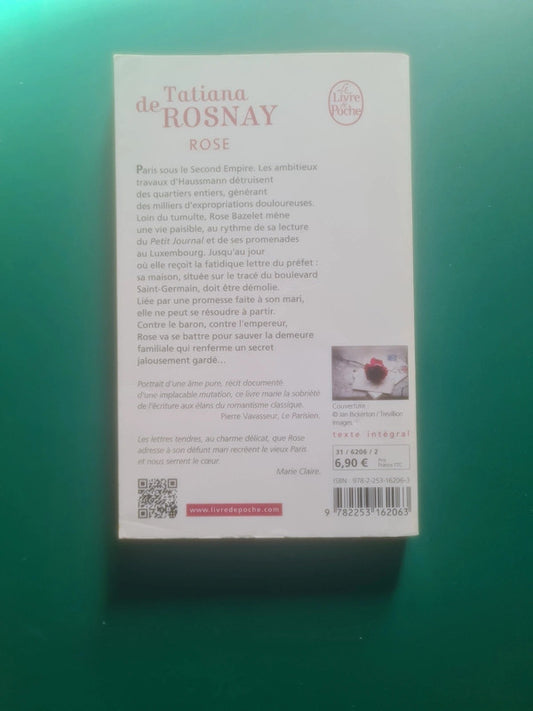 Tatiana
de ROSNAY
ROSE
Le
Livre
de
Poche
Paris sous le Second Empire. Les ambitieux
travaux d'Haussmann détruisent
des quartiers entiers, générant
des milliers d'expropriations douloureuses.
Loin du tumulte, Rose Bazelet mène
une vie paisible, au rythme de sa lecture
du Petit Journal et de ses promenades
au Luxembourg. Jusqu'au jour
où elle reçoit la fatidique lettre du préfet :
sa maison, située sur le tracé du boulevard
Saint-Germain, doit être démolie.
Liée par une promesse faite à son mari,
elle ne peut se résoudre à partir.
Contre le baron, contre l'empereur,
Rose va se battre pour sauver la demeure
familiale qui renferme un secret
jalousement gardé...
Portrait d'une âme pure, récit documenté
d'une implacable mutation, ce livre marie la sobriété
de l'écriture aux élans du romantisme classique.
Pierre Vavasseur, Le Parisien.
Les lettres tendres, au charme délicat, que Rose
adresse à son défunt mari recréent le vieux Paris
et nous serrent le cœur.
Marie Claire.
www.livredepoche.com
Couverture :
© Ian Bickerton / Trevillion
Images.
texte intégral
31 / 6206 / 2
6,90 € Prix
France TTC
ISBN : 978-2-253-16206-3
9 782253 162063